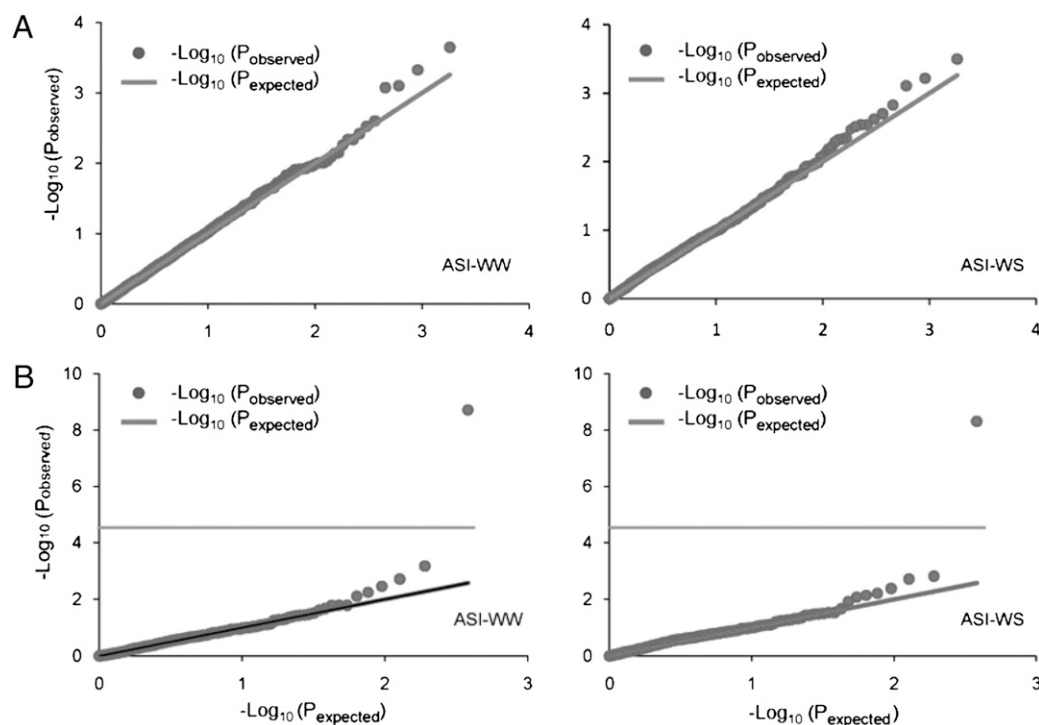 A
4
3
2
1
0
-Log10 (Pobserved)
-Log10 (Pobserved)
-Log10 (Pexpected)
ASI-WW
0 1 2 3 4
4
3
2
1
0
-Log10 (Pobserved)
-Log10 (Pexpected)
ASI-WS
0 1 2 3 4
B
10
8
6
4
2
0
-Log10 (Pobserved)
-Log10 (Pobserved)
-Log10 (Pexpected)
ASI-WW
0 1 2 3
-Log10 (Pexpected)
10
8
6
4
2
0
-Log10 (Pobserved)
-Log10 (Pexpected)
ASI-WS
0 1 2 3
-Log10 (Pexpected)